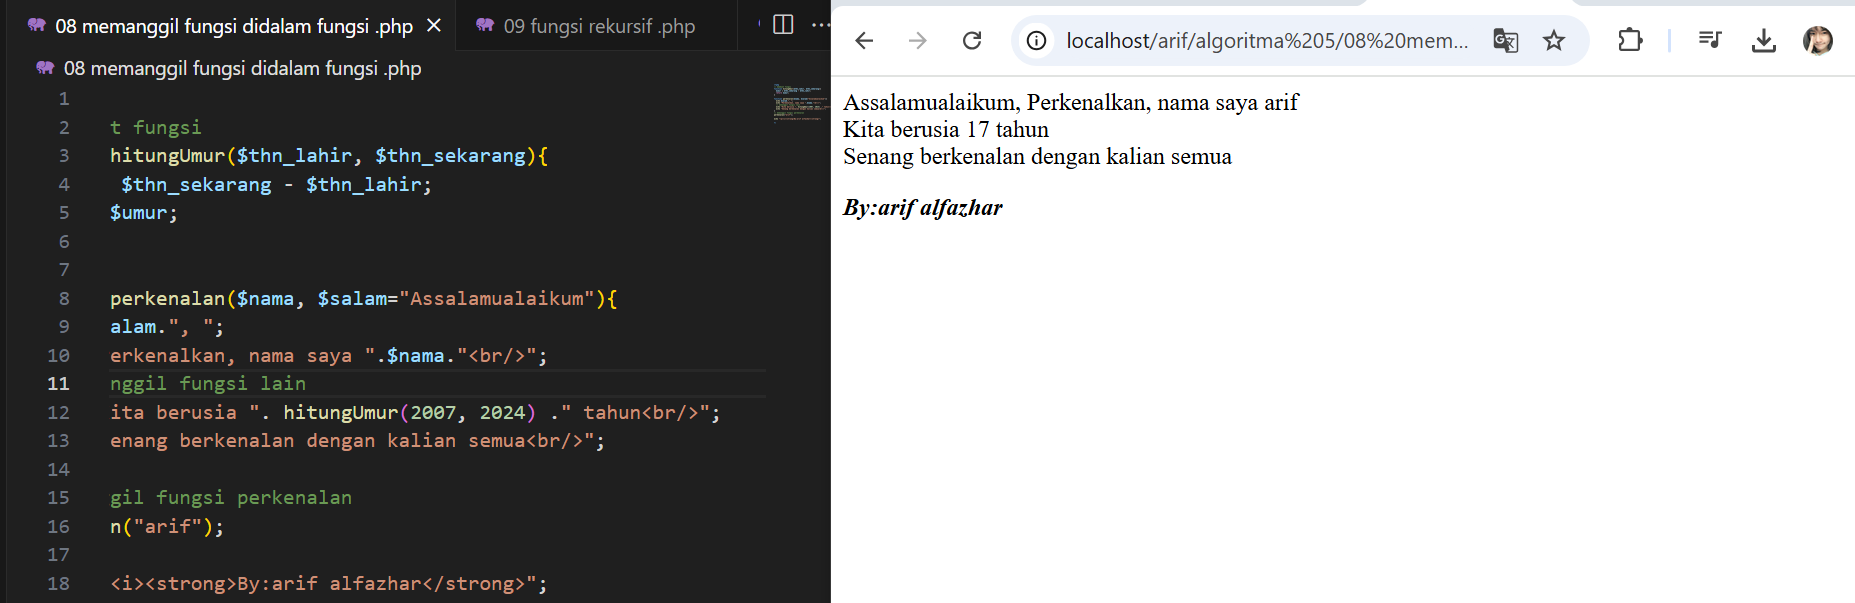 08 memanggil fungsi didalam fungsi .php
09 fungsi rekursif .php
08 memanggil fungsi didalam fungsi .php
1
2 t fungsi
3 hitungUmur($thn_lahir, $thn_sekarang){
4 $thn_sekarang - $thn_lahir;
5 $umur;
6
7
8 perkenalan($nama, $salam="Assalamualaikum"){
9 alam.", ";
10 erkenalkan, nama saya ".$nama."<br/>";
11 nggil fungsi lain
12 ita berusia ". hitungUmur(2007, 2024) ." tahun<br/>";
13 enang berkenalan dengan kalian semua<br/>";
14
15 gil fungsi perkenalan
16 n("arif");
17
18 <i><strong>By:arif alfazhar</strong>";
localhost/arif/algoritma%205/08%20mem...
Assalamualaikum, Perkenalkan, nama saya arif
Kita berusia 17 tahun
Senang berkenalan dengan kalian semua
By:arif alfazhar